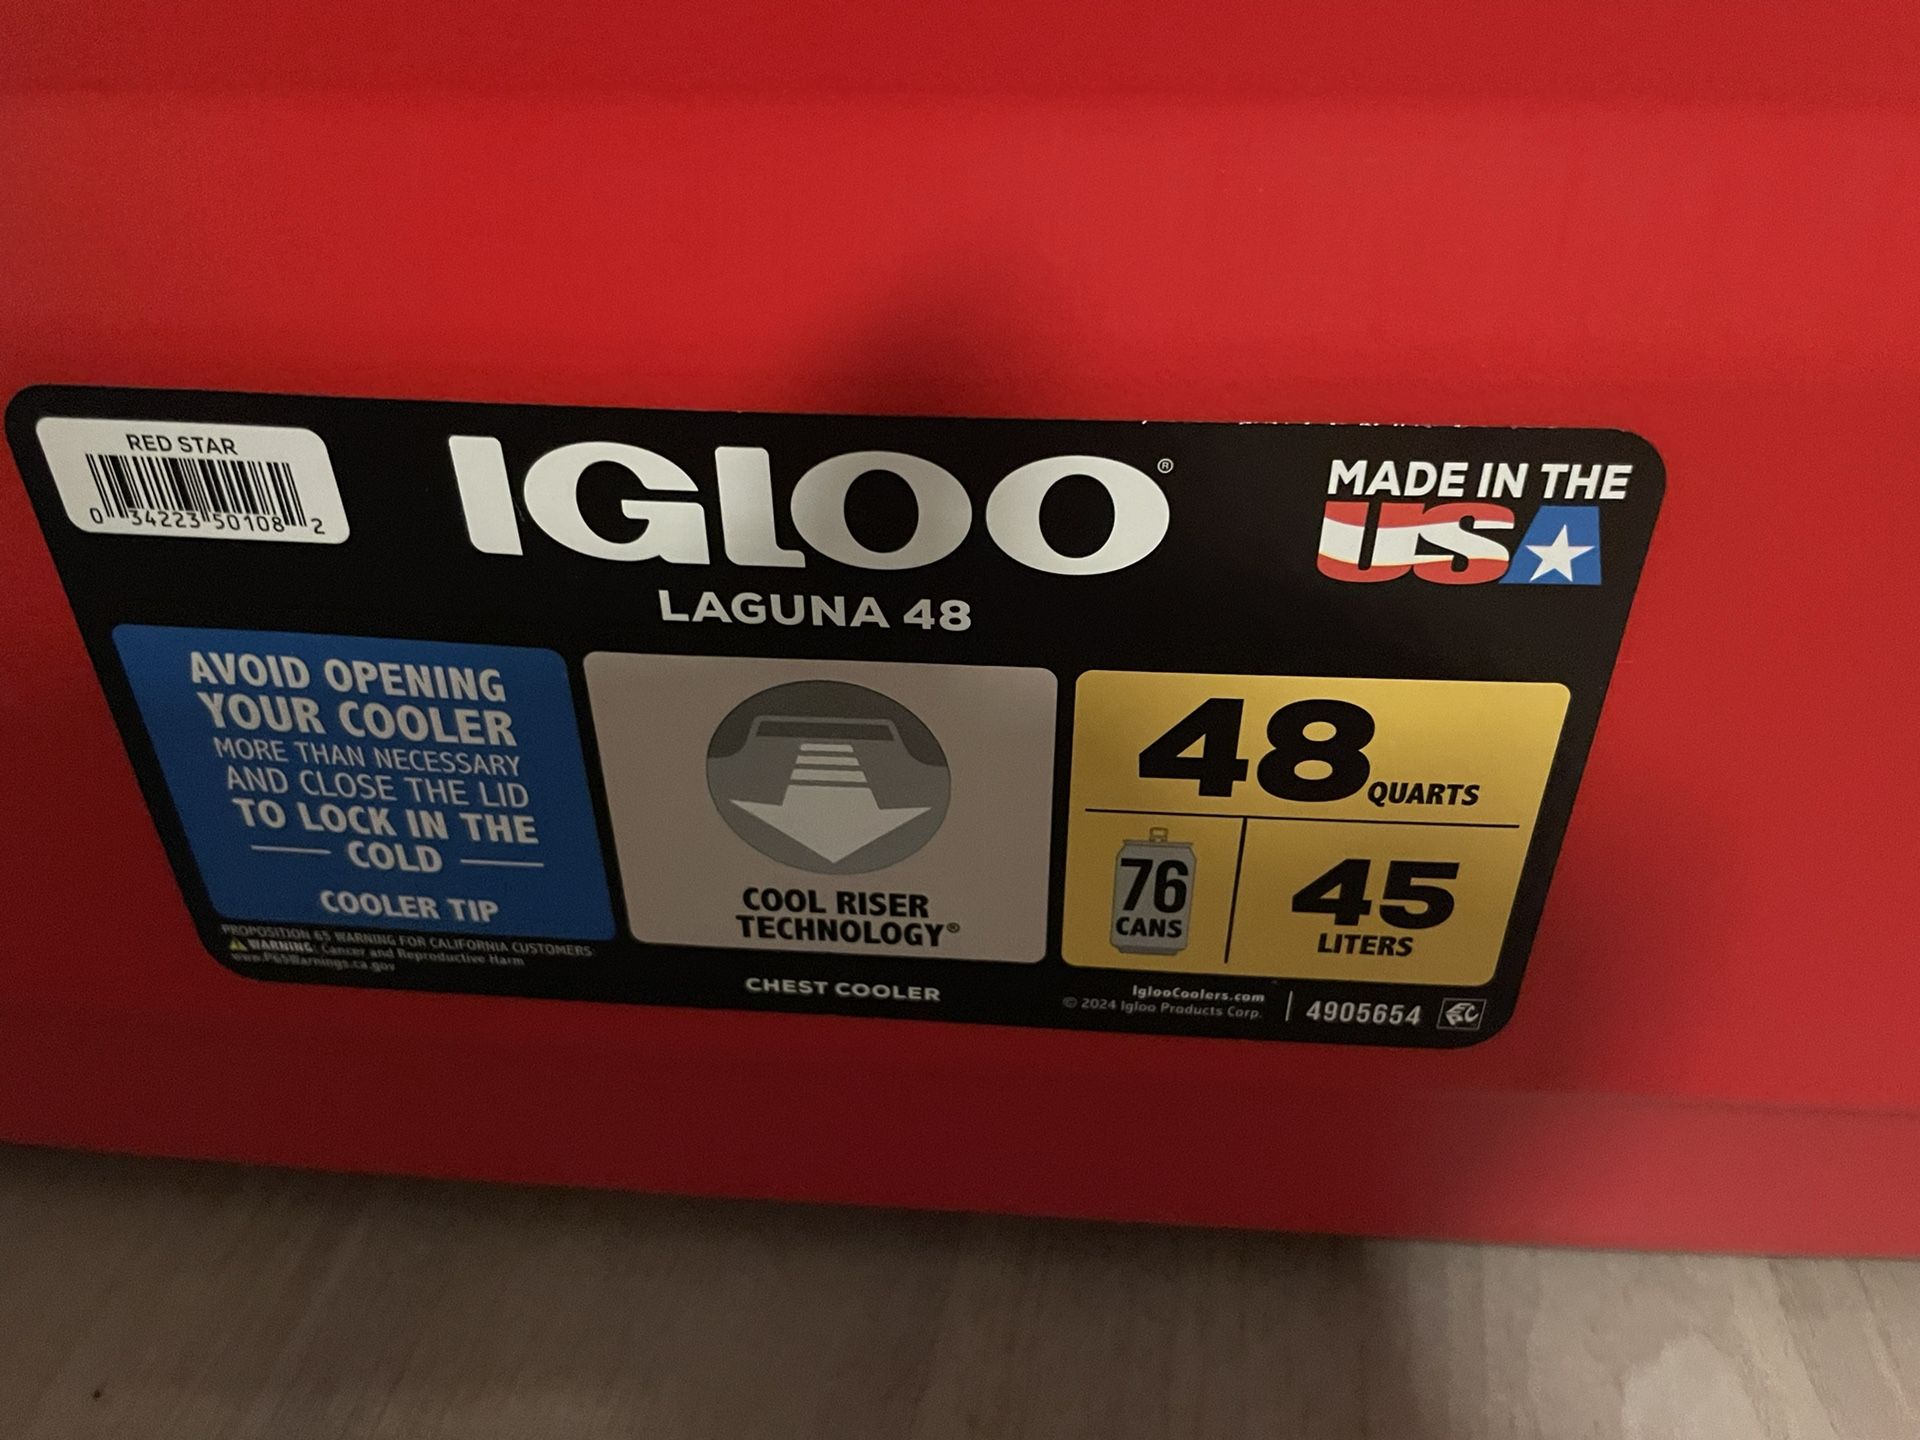 RED STAR
0 34223 50108 2
IGLOO®
MADE IN THE
USA
LAGUNA 48
AVOID OPENING
YOUR COOLER
MORE THAN NECESSARY
AND CLOSE THE LID
TO LOCK IN THE
COLD
COOLER TIP
PROPOSITION 65 WARNING FOR CALIFORNIA CUSTOMERS
WARNING: Cancer and Reproductive Harm
www.P65Warnings.ca.gov
COOL RISER
TECHNOLOGY®
CHEST COOLER
48 QUARTS
76
CANS
45
LITERS
IglooCoolers.com
© 2024 Igloo Products Corp.
4905654